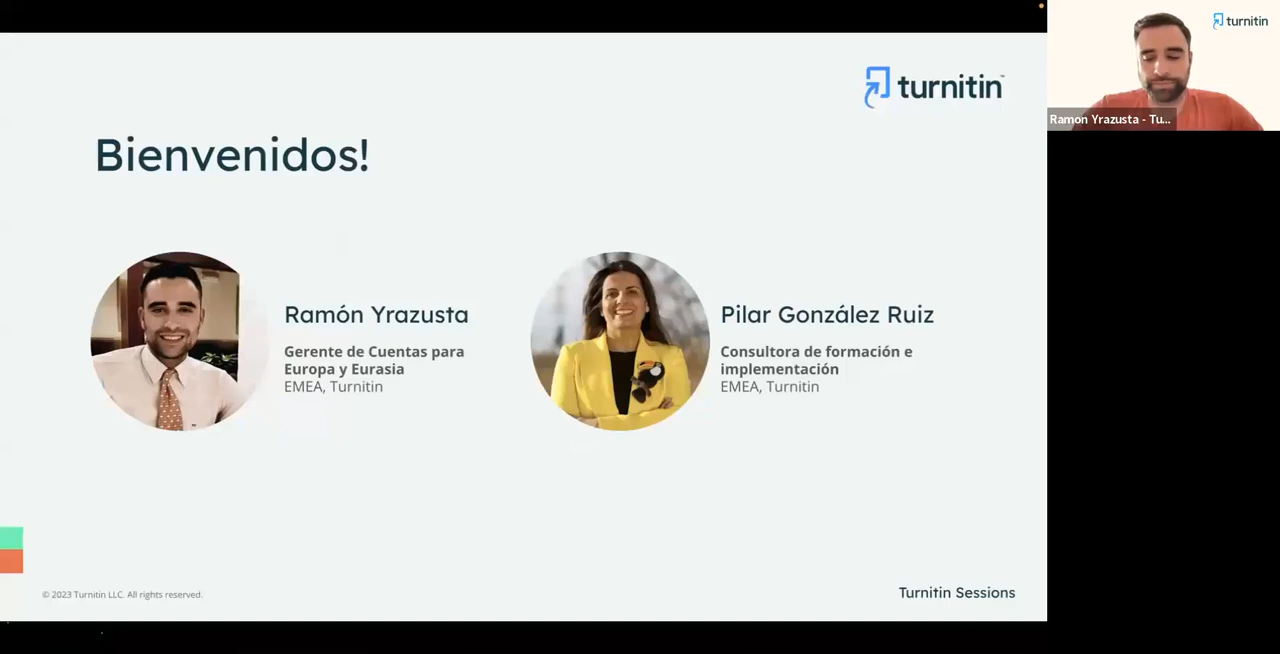 turnitin
turnitin
Ramon Yrazusta - Tu...
Bienvenidos!
Ramón Yrazusta
Gerente de Cuentas para
Europa y Eurasia
EMEA, Turnitin
Pilar González Ruiz
Consultora de formación e
implementación
EMEA, Turnitin
© 2023 Turnitin LLC. All rights reserved.
Turnitin Sessions